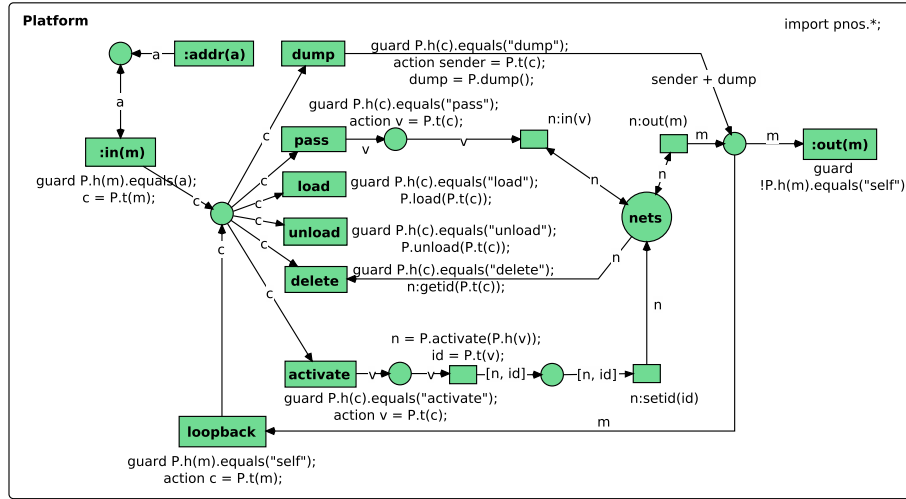 Platform
import pnos.*;
a
:addr(a)
dump
guard P.h(c).equals("dump");
action sender = P.t(c);
dump = P.dump();
sender + dump
a
guard P.h(c).equals("pass");
action v = P.t(c);
n:in(v)
n:out(m)
c
pass
v
v
m
m
:out(m)
guard
!P.h(m).equals("self")
:in(m)
guard P.h(m).equals(a);
c = P.t(m);
c
c
load
guard P.h(c).equals("load");
P.load(P.t(c));
n
n
c
c
unload
guard P.h(c).equals("unload");
P.unload(P.t(c));
nets
c
c
delete
guard P.h(c).equals("delete");
n:getid(P.t(c));
n
c
n
n = P.activate(P.h(v));
id = P.t(v);
activate
v
v
[n, id]
[n, id]
n:setid(id)
guard P.h(c).equals("activate");
action v = P.t(c);
loopback
m
guard P.h(m).equals("self");
action c = P.t(m);